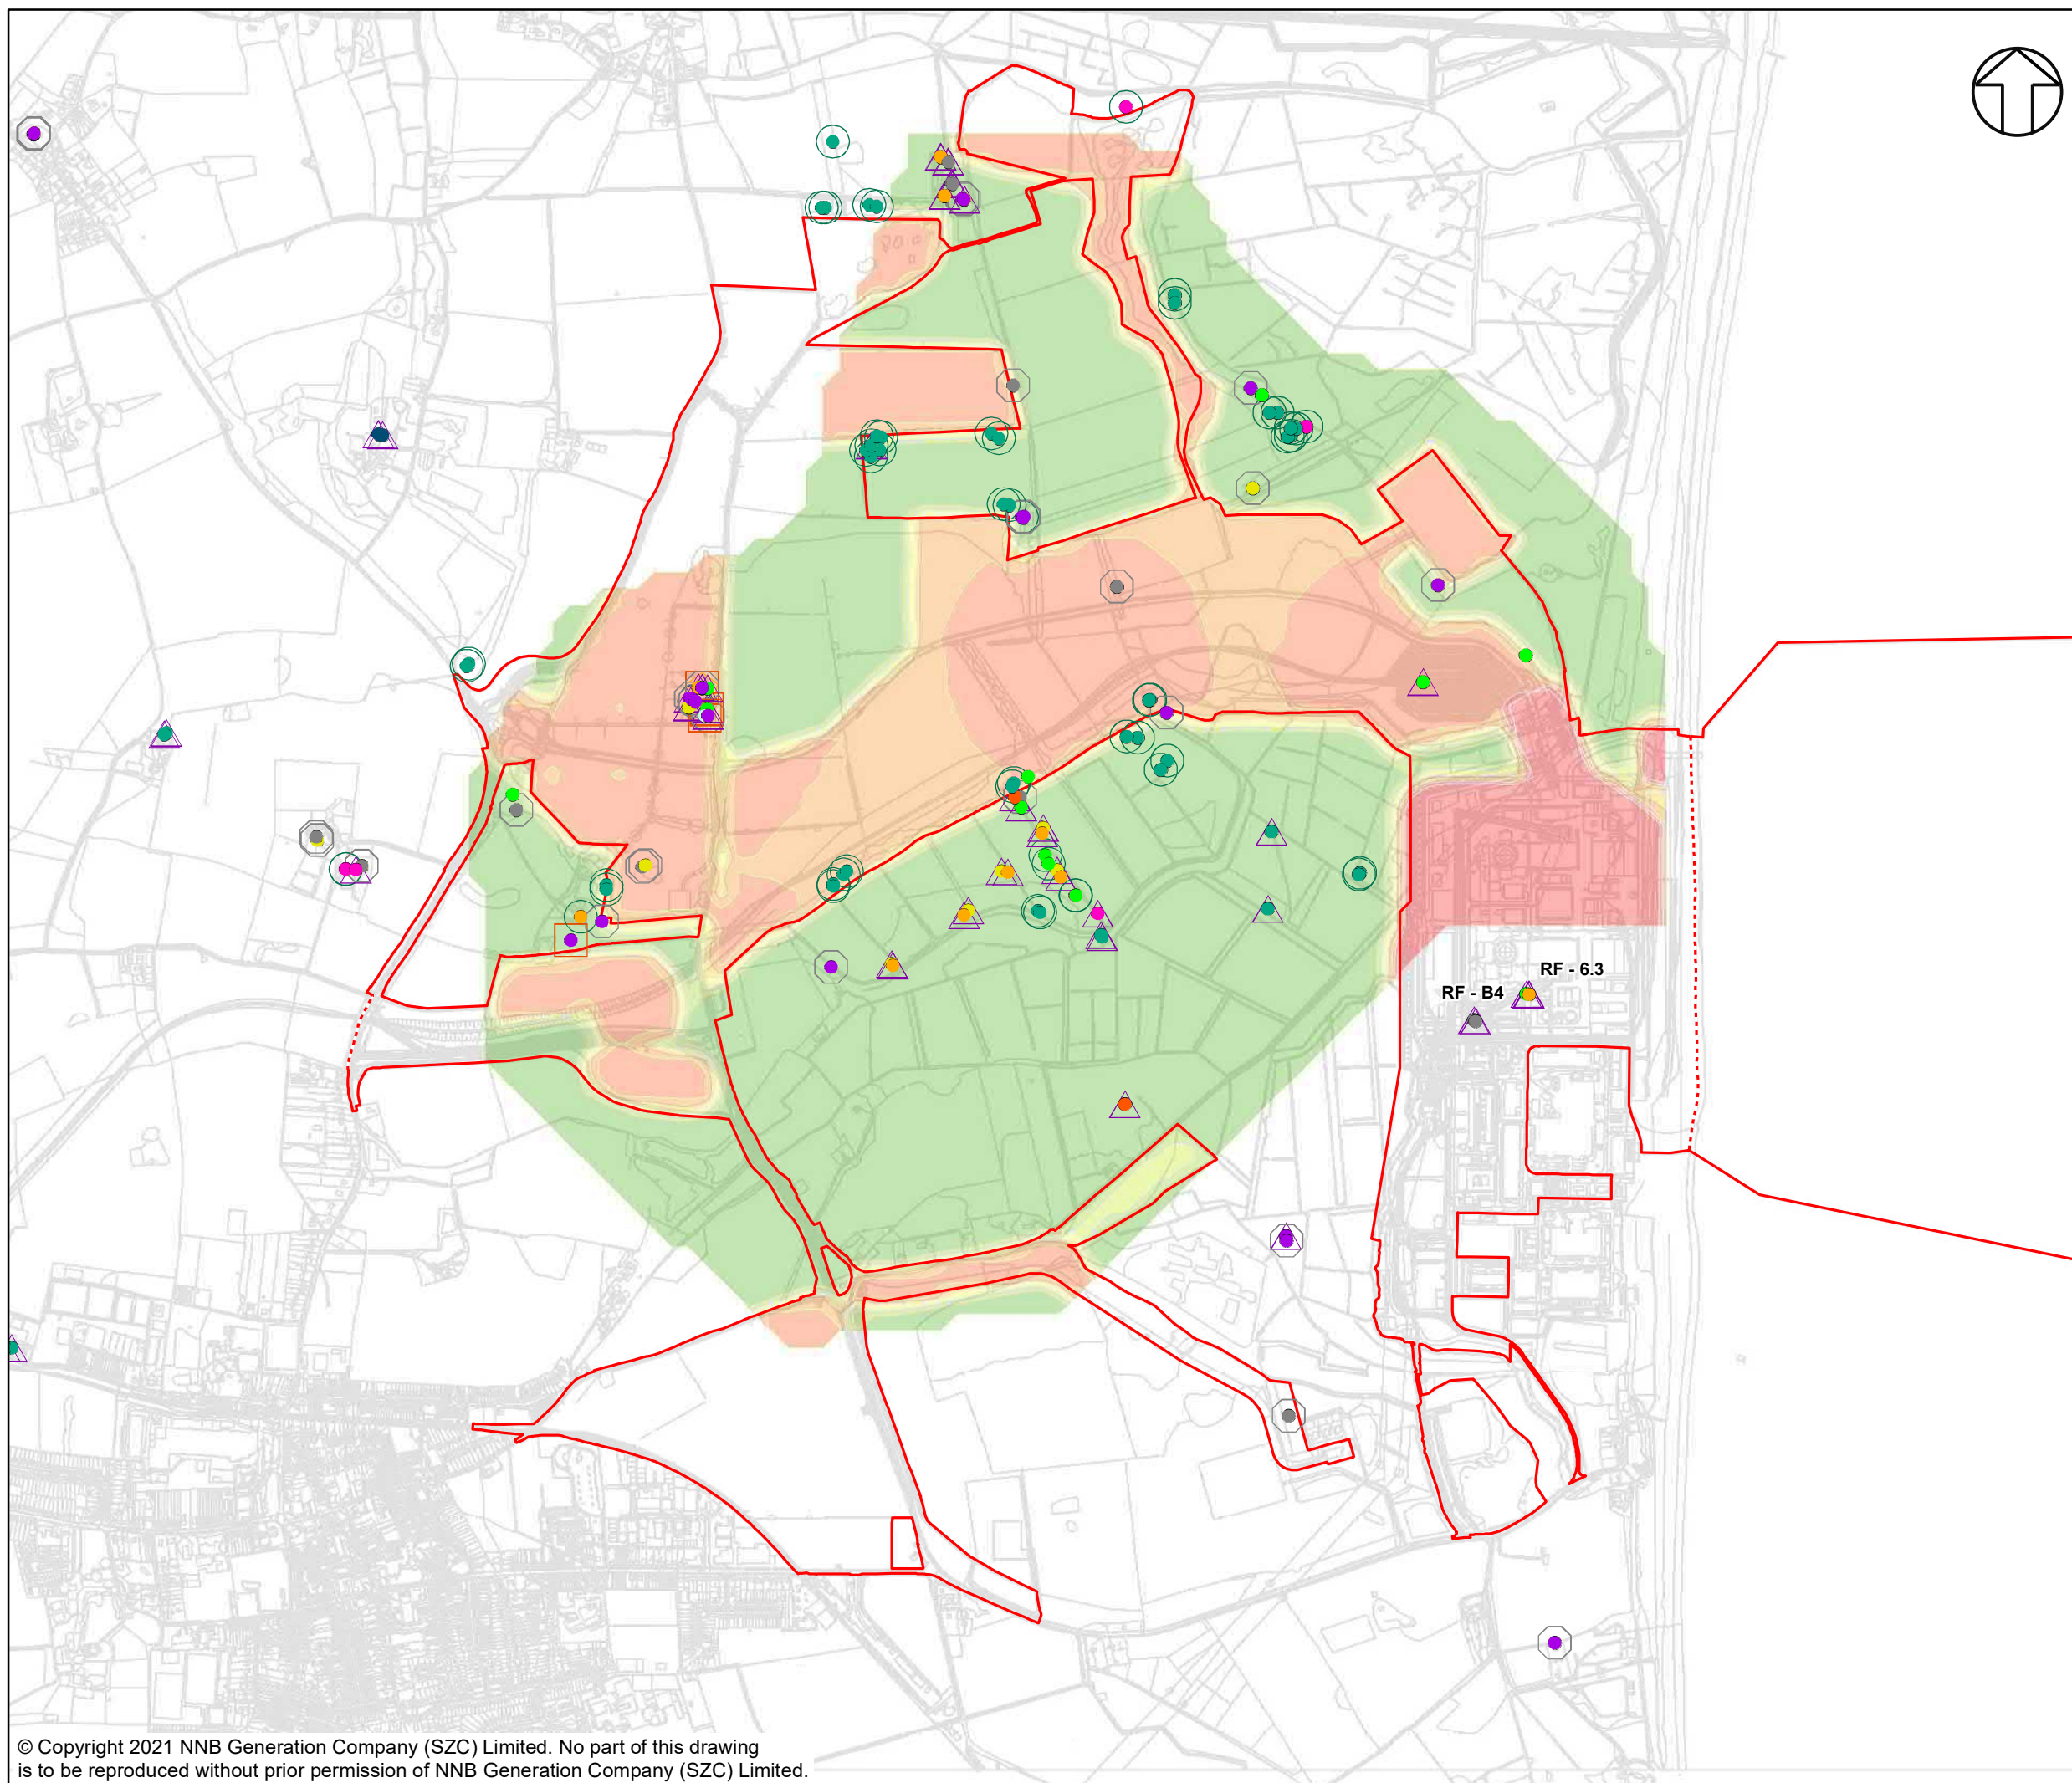 RF - 6.3
RF - B4
© Copyright 2021 NNB Generation Company (SZC) Limited. No part of this drawing
is to be reproduced without prior permission of NNB Generation Company (SZC) Limited.